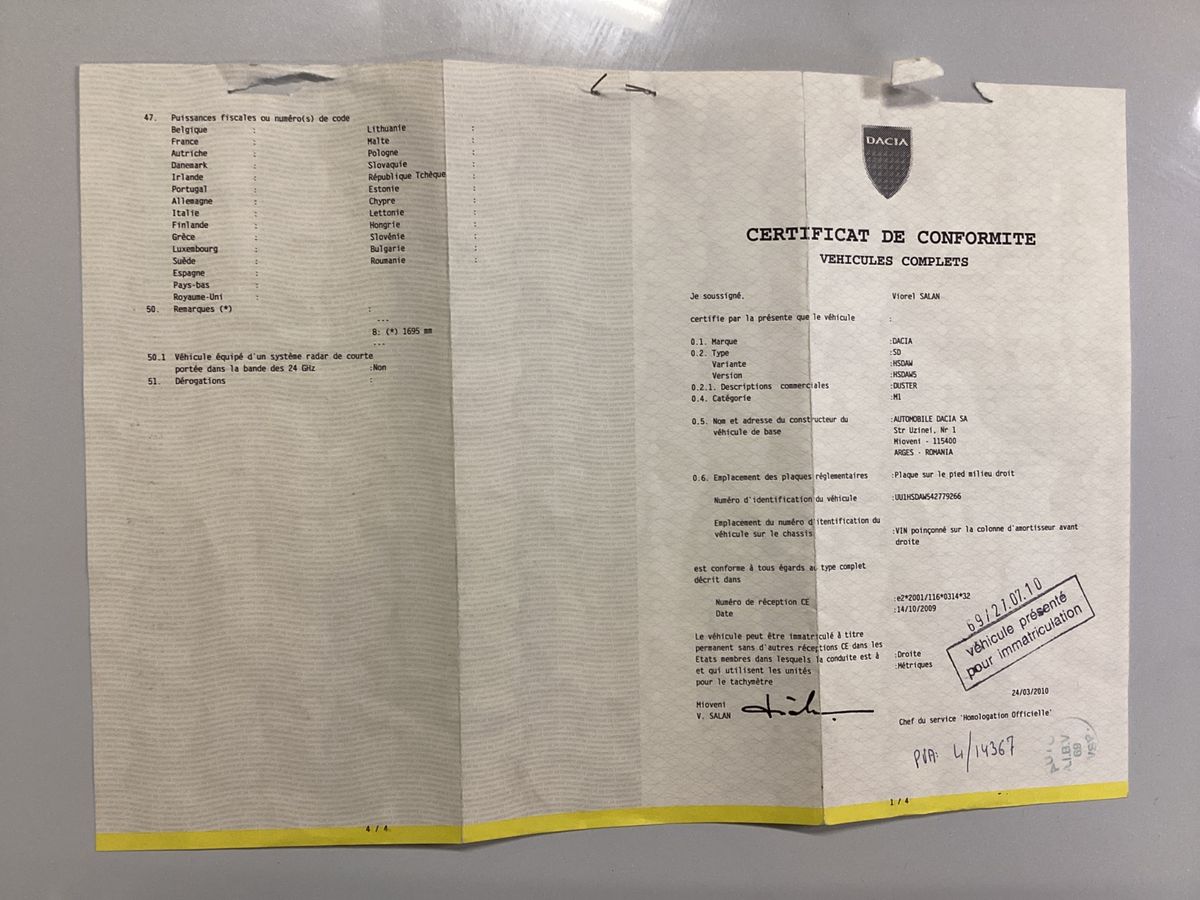 47. Puissances fiscales ou numéro(s) de code
Belgique : Lithuanie :
France : Malte :
Autriche : Pologne :
Danemark : Slovaquie :
Irlande : République Tchèque :
Portugal : Estonie :
Allemagne : Chypre :
Italie : Lettonie :
Finlande : Hongrie :
Grèce : Slovénie :
Luxembourg : Bulgarie :
Suède : Roumanie :
Espagne :
Pays-bas :
Royaume-Uni :
50. Remarques (*) :
---
8: (*) 1695 mm
---
50.1 Véhicule équipé d'un système radar de courte
portée dans la bande des 24 GHz :Non
51. Dérogations :
4 / 4
DACIA
CERTIFICAT DE CONFORMITE
VEHICULES COMPLETS
Je soussigné, Viorel SALAN
certifie par la présente que le véhicule :
0.1. Marque :DACIA
0.2. Type :SD
Variante :HSDAW
Version :HSDAW5
0.2.1. Descriptions commerciales :DUSTER
0.4. Catégorie :M1
0.5. Nom et adresse du constructeur du :AUTOMOBILE DACIA SA
véhicule de base Str Uzinei, Nr 1
Mioveni - 115400
ARGES - ROMANIA
0.6. Emplacement des plaques réglementaires :Plaque sur le pied milieu droit
Numéro d'identification du véhicule :UU1HSDAW542779266
Emplacement du numéro d'itentification du :VIN poinçonné sur la colonne d'amortisseur avant
véhicule sur le chassis droite
est conforme à tous égards au type complet
décrit dans
Numéro de réception CE :e2*2001/116*0314*32
Date :14/10/2009
69/27.07.10
véhicule présenté
pour immatriculation
Le véhicule peut être immatriculé à titre
permanent sans d'autres réceptions CE dans les
Etats membres dans lesquels la conduite est à :Droite
et qui utilisent les unités :Métriques
pour le tachymètre
24/03/2010
Mioveni
V. SALAN Chef du service 'Homologation Officielle'
PVA: 4/14367
1 / 4